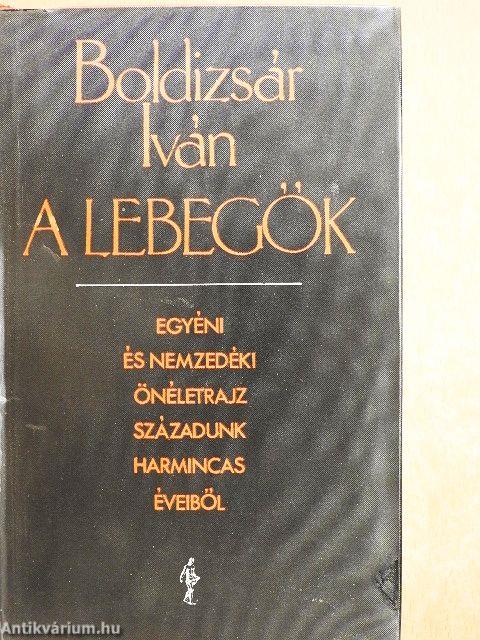 Boldizsár
Iván
A LEBEGŐK
EGYÉNI
ÉS NEMZEDÉKI
ÖNÉLETRAJZ
SZÁZADUNK
HARMINCAS
ÉVEIBŐL
Antikvárium.hu